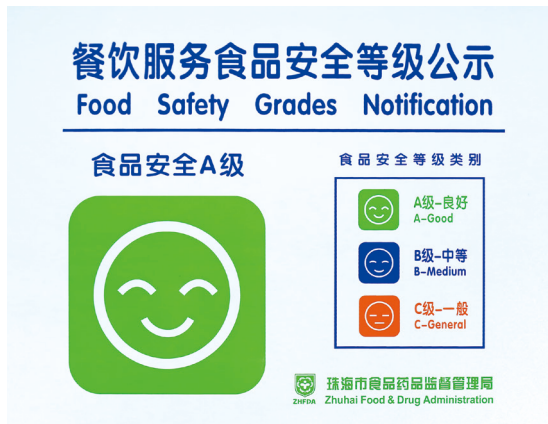 餐饮服务食品安全等级公示
Food Safety Grades Notification
食品安全A级
食品安全等级类别
A级-良好
A-Good
B级-中等
B-Medium
C级-一般
C-General
ZHFDA
珠海市食品药品监督管理局
Zhuhai Food & Drug Administration